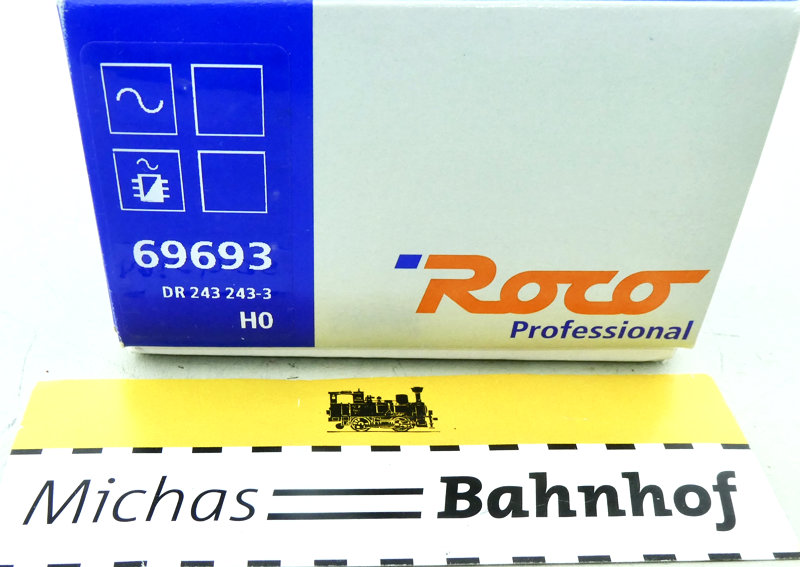 69693
DR 243 243-3
H0
Roco
Professional
Michas Bahnhof